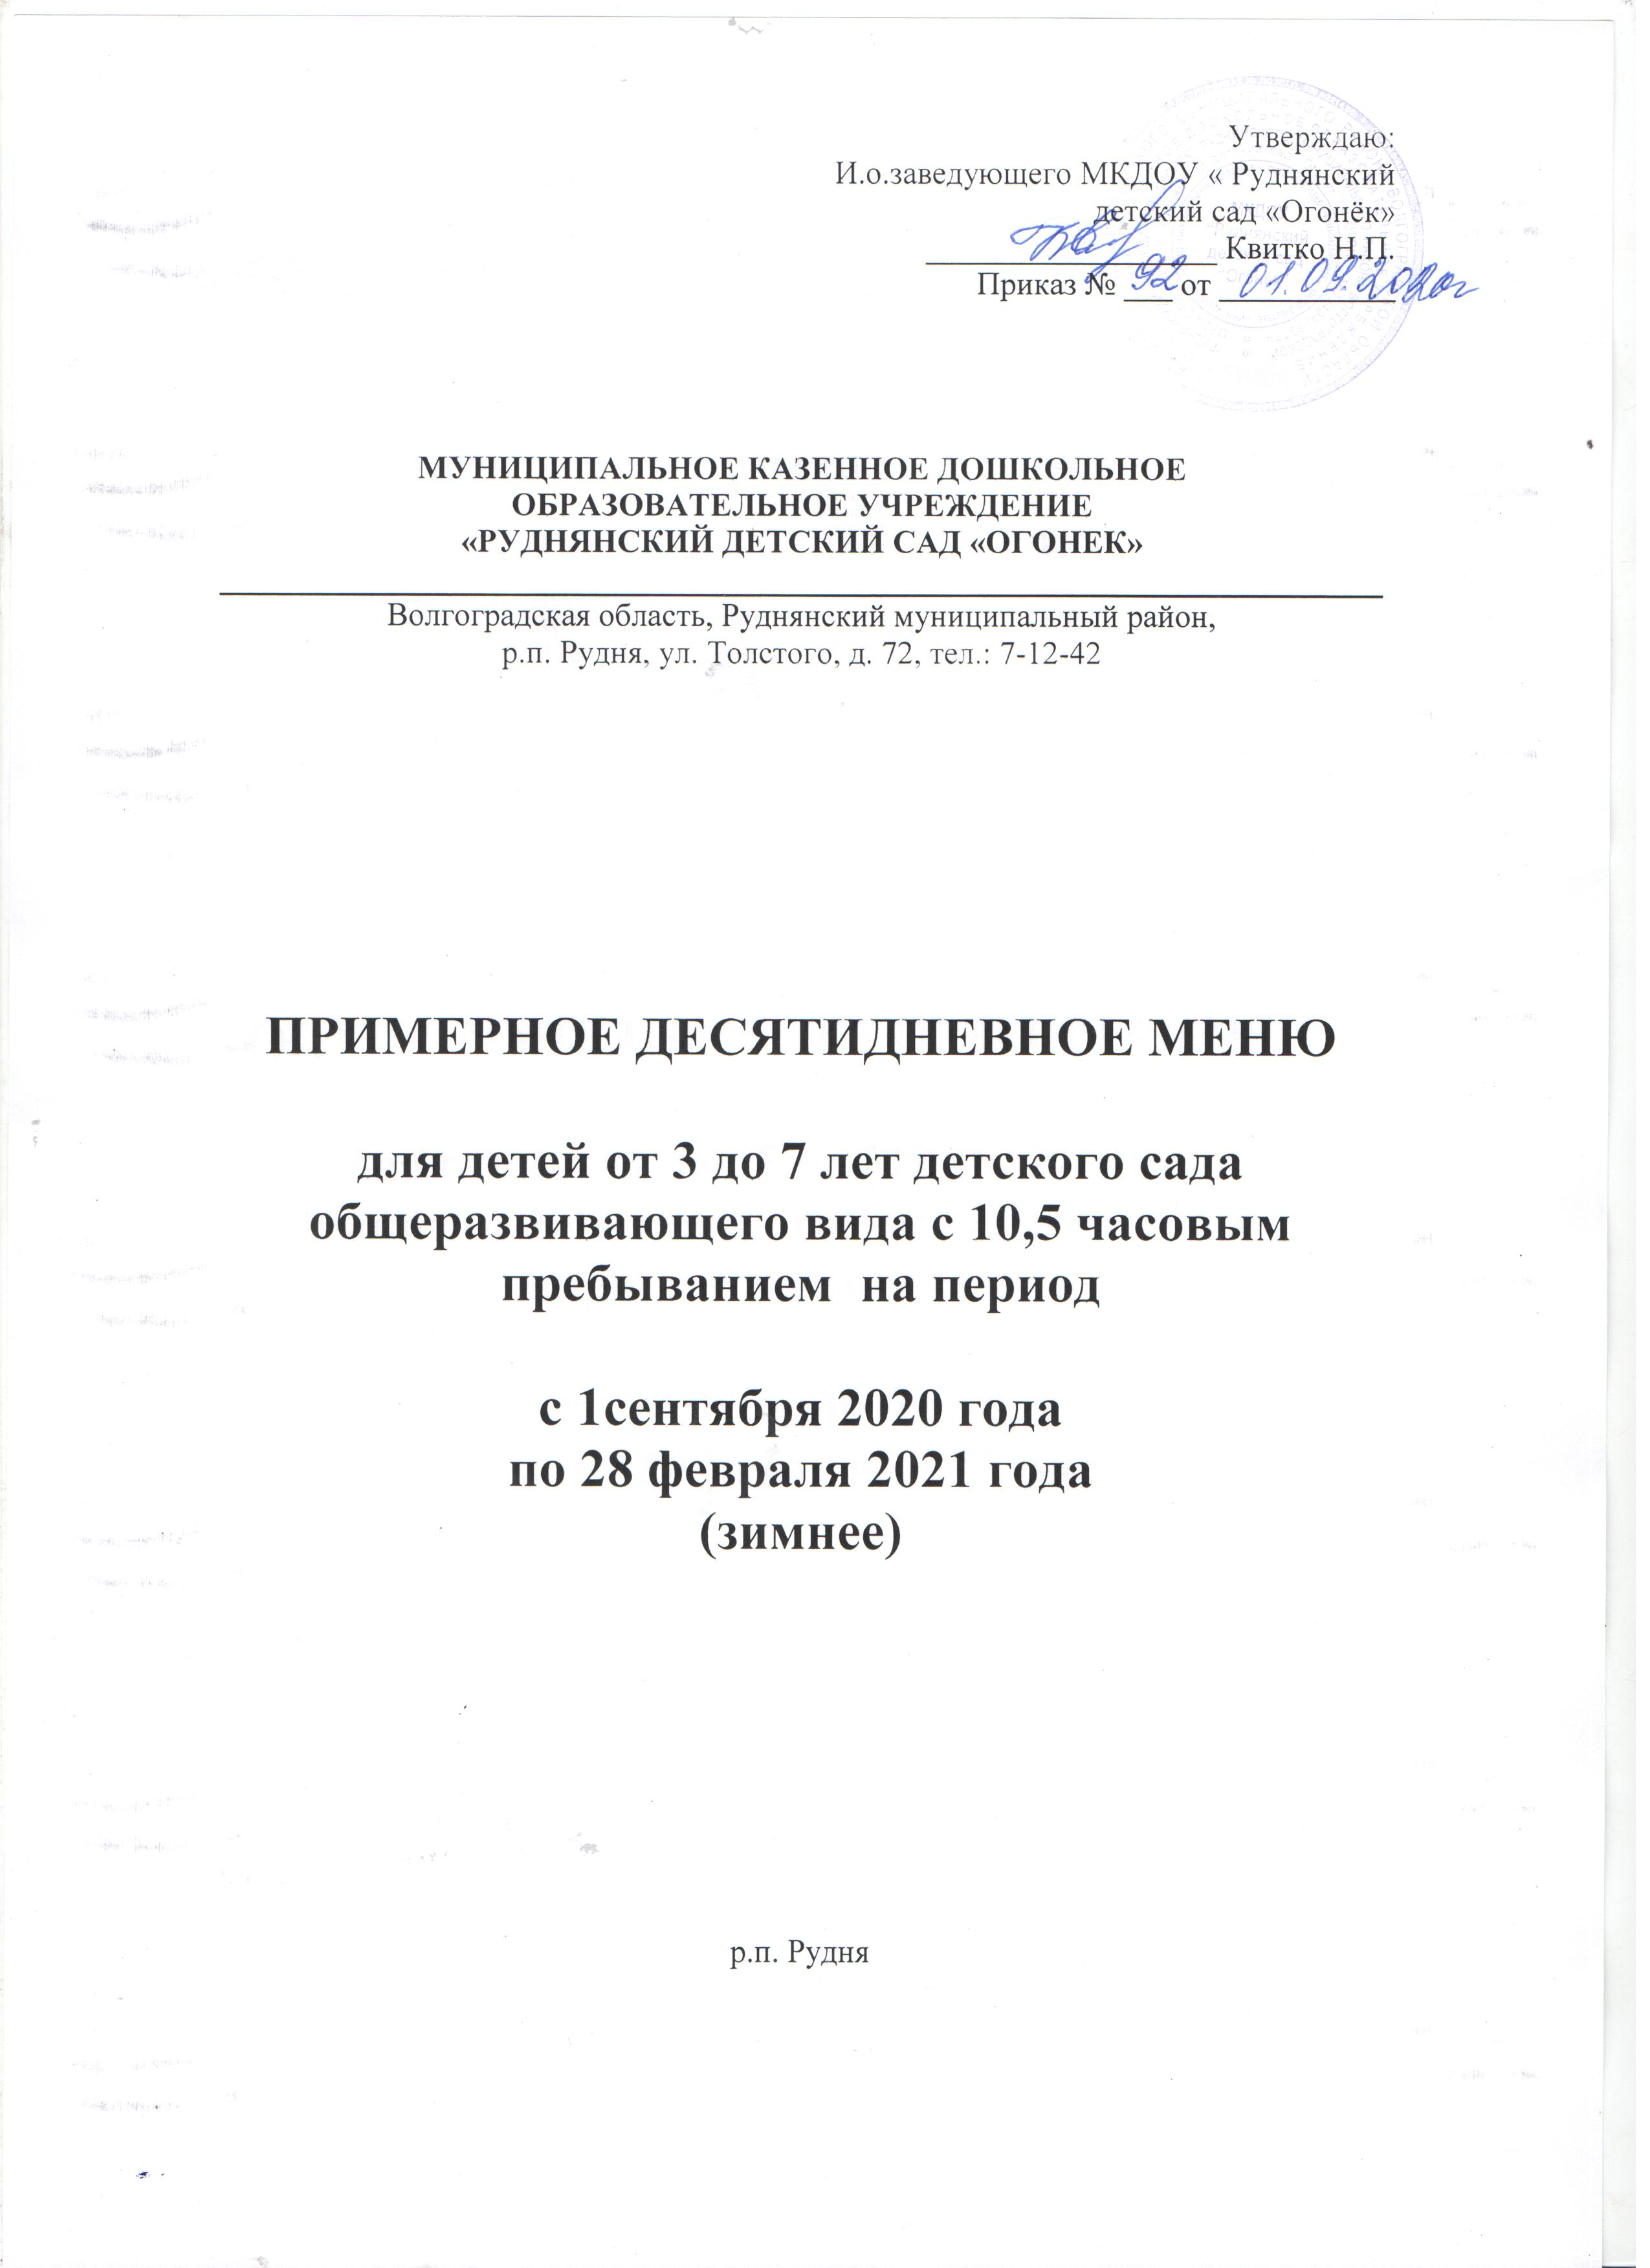 Утверждаю:
И.о.заведующего МКДОУ « Руднянский
детский сад «Огонёк»
Квитко Н.П.
Приказ № 92 от 01.09.2020г
МУНИЦИПАЛЬНОЕ КАЗЕННОЕ ДОШКОЛЬНОЕ
ОБРАЗОВАТЕЛЬНОЕ УЧРЕЖДЕНИЕ
«РУДНЯНСКИЙ ДЕТСКИЙ САД «ОГОНЕК»
Волгоградская область, Руднянский муниципальный район,
р.п. Рудня, ул. Толстого, д. 72, тел.: 7-12-42
ПРИМЕРНОЕ ДЕСЯТИДНЕВНОЕ МЕНЮ
для детей от 3 до 7 лет детского сада
общеразвивающего вида с 10,5 часовым
пребыванием на период
с 1сентября 2020 года
по 28 февраля 2021 года
(зимнее)
р.п. Рудня